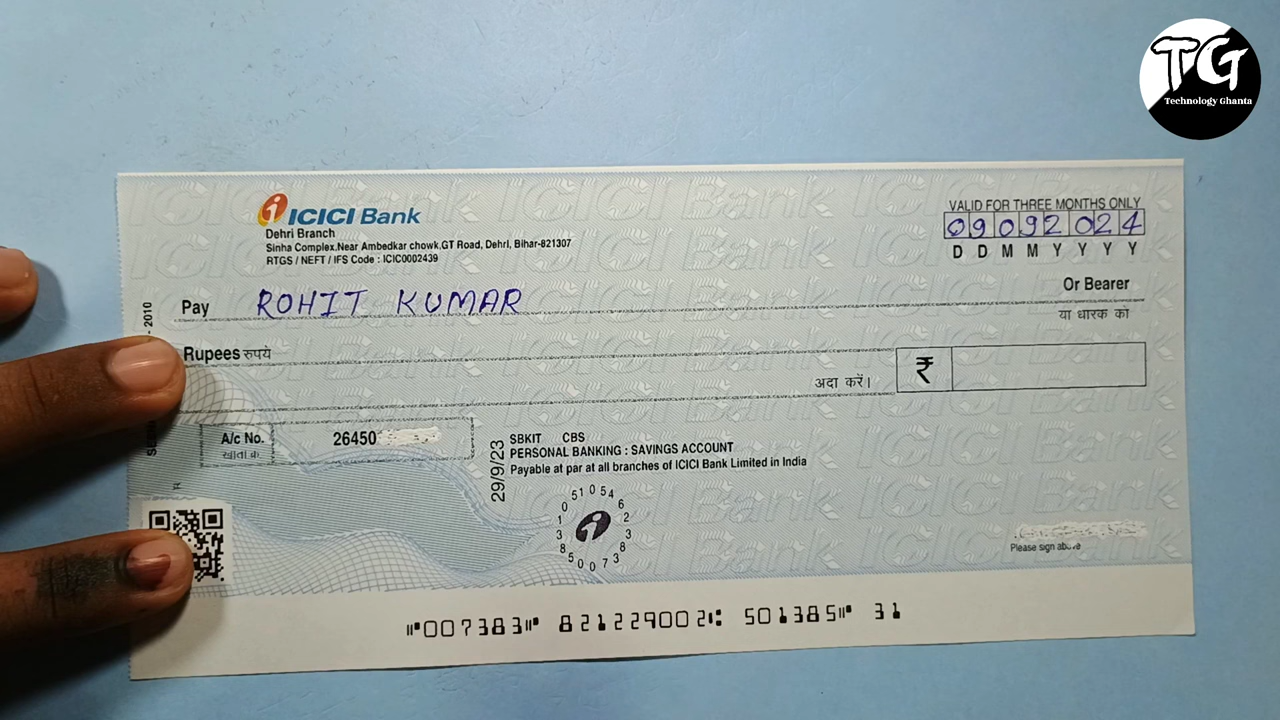 TG
Technology Ghanta
ICICI Bank
Dehri Branch
Sinha Complex.Near Ambedkar chowk,GT Road, Dehri, Bihar-821307
RTGS / NEFT / IFS Code : ICIC0002439
VALID FOR THREE MONTHS ONLY
09092024
D D M M Y Y Y Y
Pay ROHIT KUMAR Or Bearer
या धारक को
Rupees रुपये
अदा करें। ₹
A/c No. 26450
खाता क्र.
29/9/23
SBKIT CBS
PERSONAL BANKING : SAVINGS ACCOUNT
Payable at par at all branches of ICICI Bank Limited in India
2010
Please sign above
007383 822122 9002 501385 31